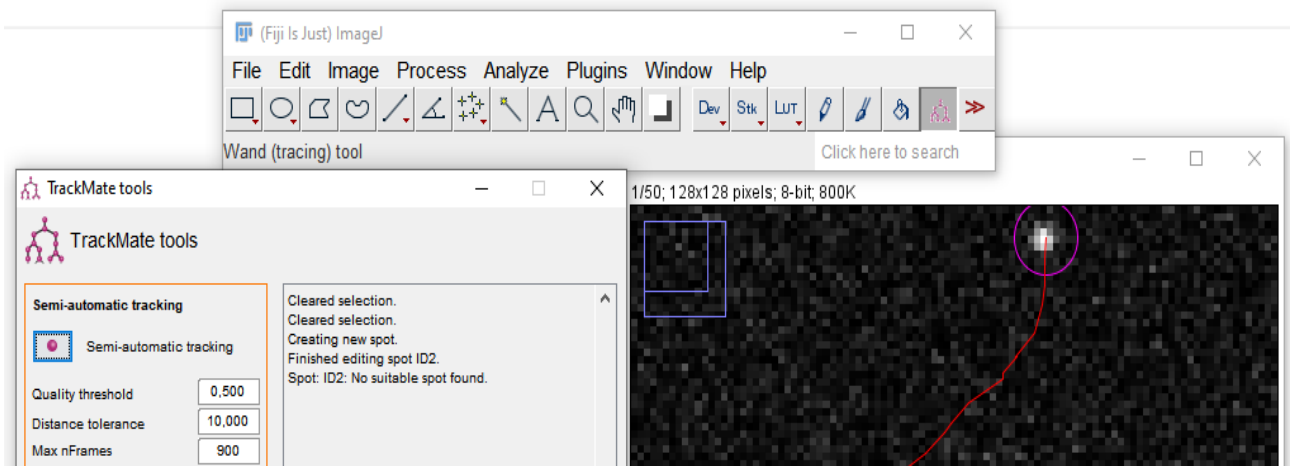 (Fiji Is Just) ImageJ
File Edit Image Process Analyze Plugins Window Help
A Dev Stk LUT
Wand (tracing) tool
Click here to search
TrackMate tools
1/50; 128x128 pixels; 8-bit; 800K
TrackMate tools
Semi-automatic tracking
Semi-automatic tracking
Quality threshold 0,500
Distance tolerance 10,000
Max nFrames 900
Cleared selection.
Cleared selection.
Creating new spot.
Finished editing spot ID2.
Spot: ID2: No suitable spot found.